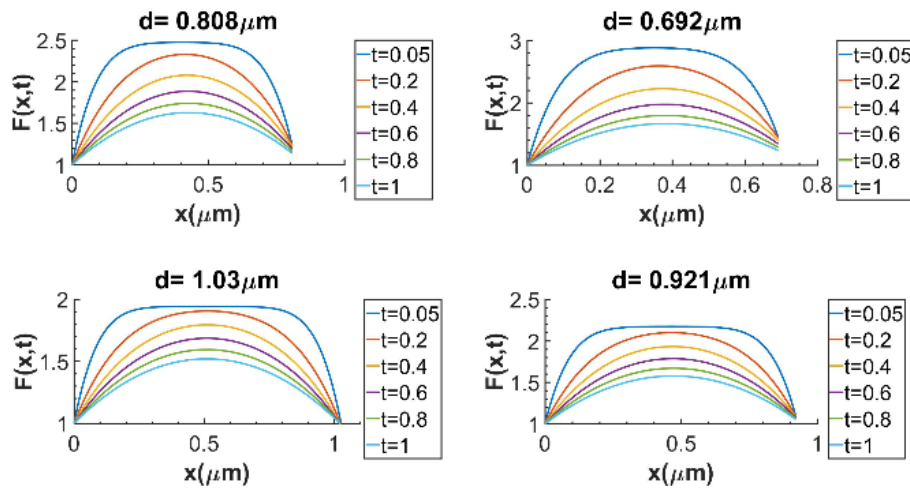 d= 0.808μm
F(x,t)
2.5
2
1.5
1
0
0.5
1
x(μm)
t=0.05
t=0.2
t=0.4
t=0.6
t=0.8
t=1
d= 0.692μm
F(x,t)
3
2
1
0
0.2
0.4
0.6
0.8
x(μm)
t=0.05
t=0.2
t=0.4
t=0.6
t=0.8
t=1
d= 1.03μm
F(x,t)
2
1.5
1
0
0.5
1
x(μm)
t=0.05
t=0.2
t=0.4
t=0.6
t=0.8
t=1
d= 0.921μm
F(x,t)
2.5
2
1.5
1
0
0.5
1
x(μm)
t=0.05
t=0.2
t=0.4
t=0.6
t=0.8
t=1